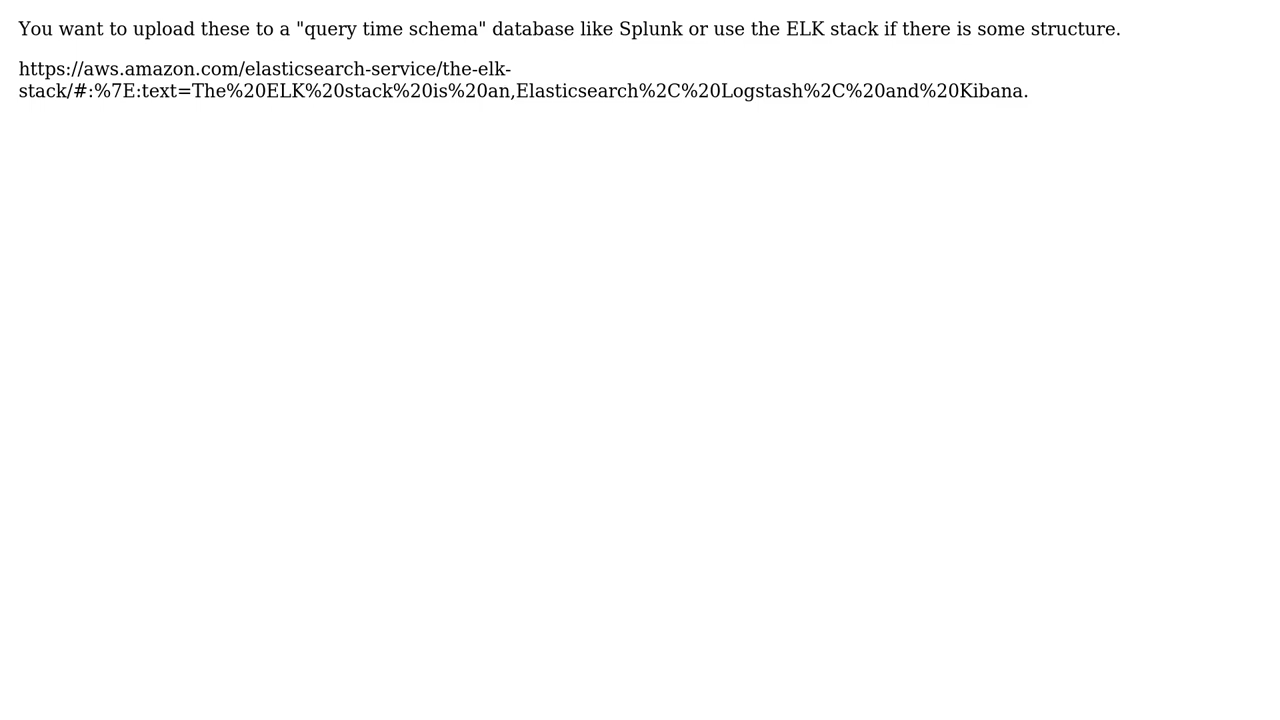 You want to upload these to a "query time schema" database like Splunk or use the ELK stack if there is some structure.
https://aws.amazon.com/elasticsearch-service/the-elk-
stack/#:%7E:text=The%20ELK%20stack%20is%20an,Elasticsearch%2C%20Logstash%2C%20and%20Kibana.